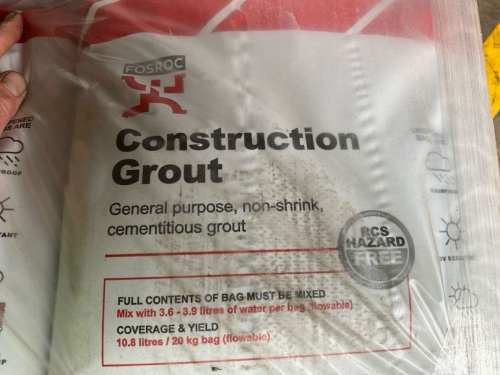 FOSROC
Construction
Grout
General purpose, non-shrink,
cementitious grout
RCS
HAZARD
FREE
FULL CONTENTS OF BAG MUST BE MIXED
Mix with 3.6 - 3.9 litres of water per bag (flowable)
COVERAGE & YIELD
10.8 litres / 20 kg bag (flowable)